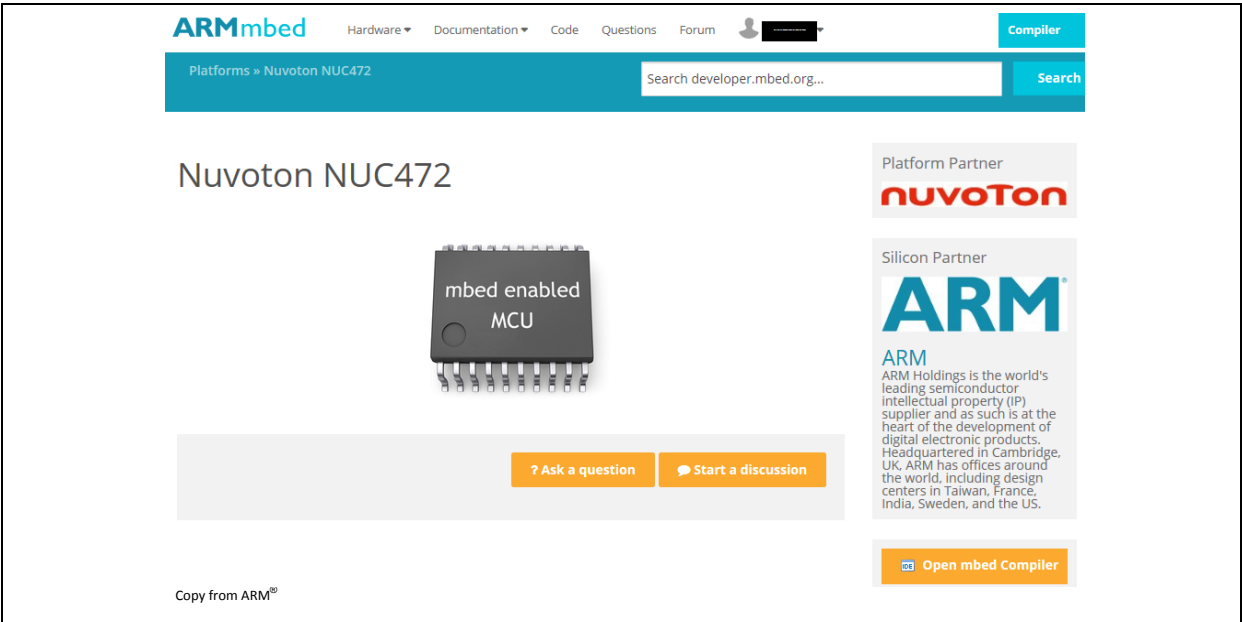 ARMmbed
Hardware Documentation Code Questions Forum
Compiler
Platforms » Nuvoton NUC472
Search developer.mbed.org...
Search
Nuvoton NUC472
mbed enabled
MCU
? Ask a question
Start a discussion
Platform Partner
nuvoTon
Silicon Partner
ARM®
ARM
ARM Holdings is the world's
leading semiconductor
intellectual property (IP)
supplier and as such is at the
heart of the development of
digital electronic products.
Headquartered in Cambridge,
UK, ARM has offices around
the world, including design
centers in Taiwan, France,
India, Sweden, and the US.
IDE Open mbed Compiler
Copy from ARM®